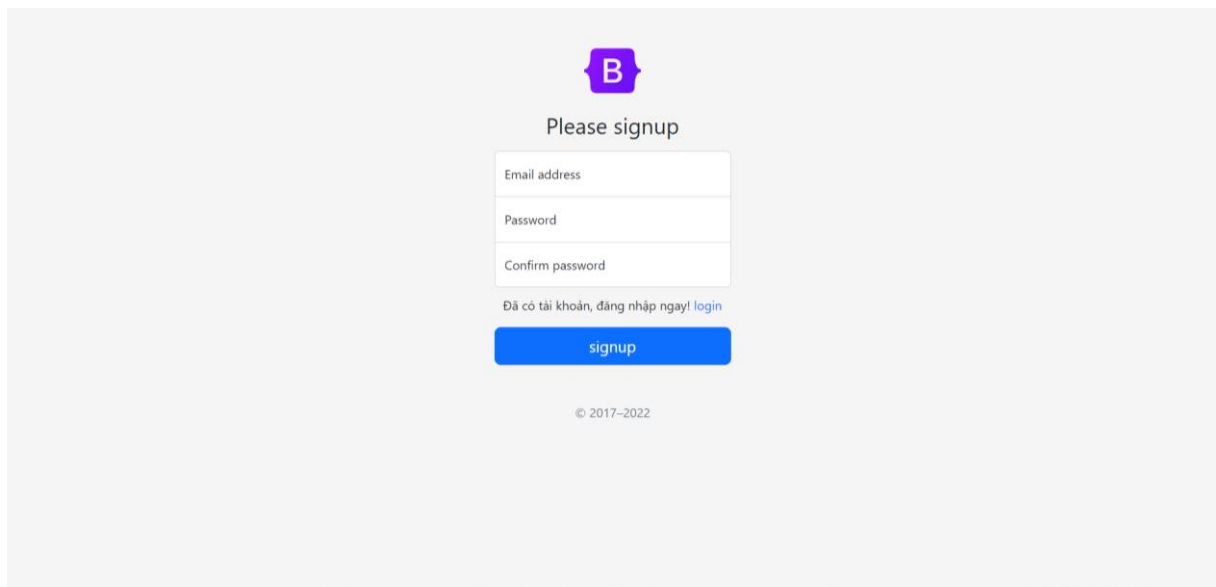 B
Please signup
Email address
Password
Confirm password
Đã có tài khoản, đăng nhập ngay! login
signup
© 2017–2022